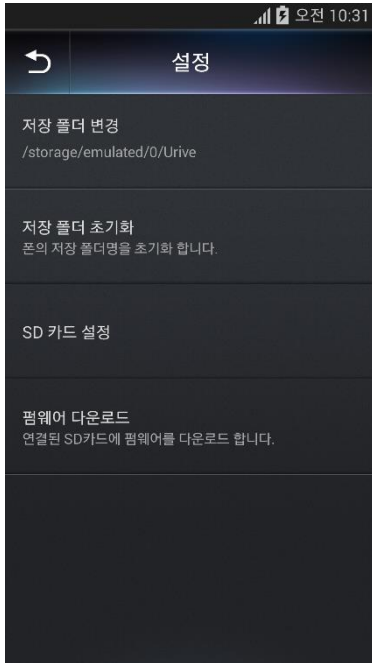 오전 10:31
설정
저장 폴더 변경
/storage/emulated/0/Urive
저장 폴더 초기화
폰의 저장 폴더명을 초기화 합니다.
SD 카드 설정
펌웨어 다운로드
연결된 SD카드에 펌웨어를 다운로드 합니다.